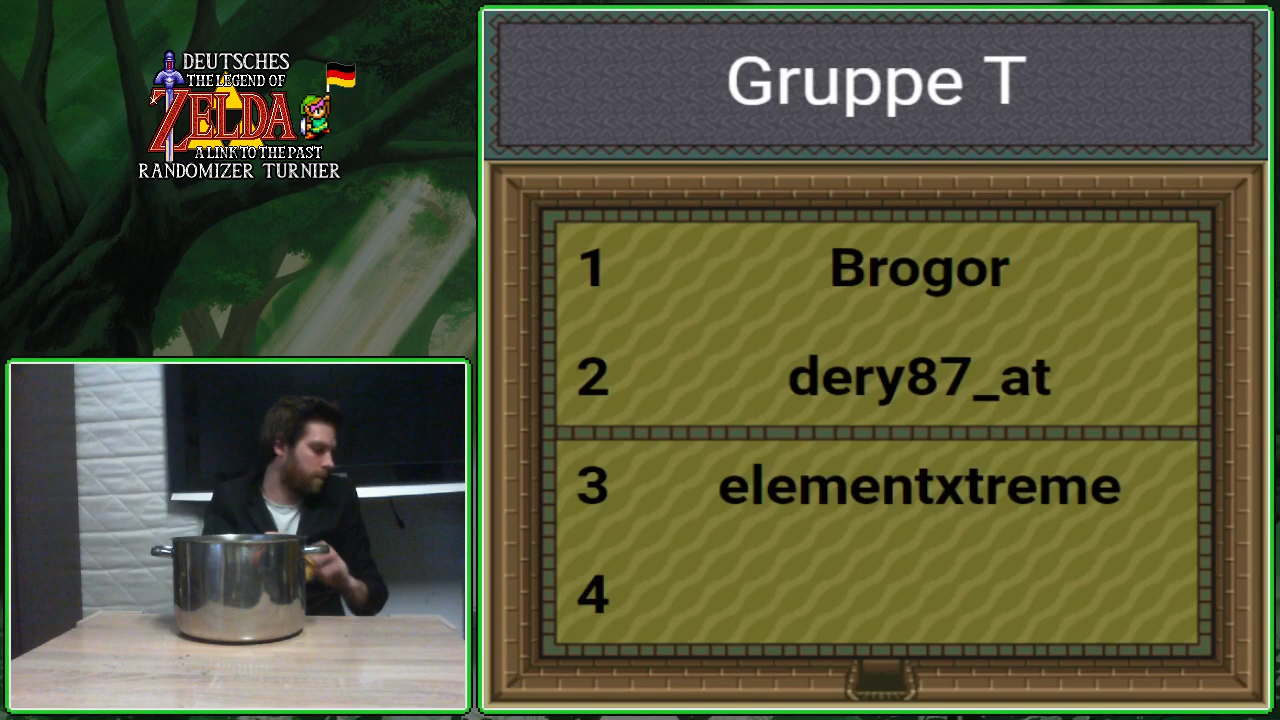 DEUTSCHES
THE LEGEND OF
ZELDA
A LINK TO THE PAST
RANDOMIZER TURNIER
Gruppe T
1 Brogor
2 dery87_at
3 elementxtreme
4